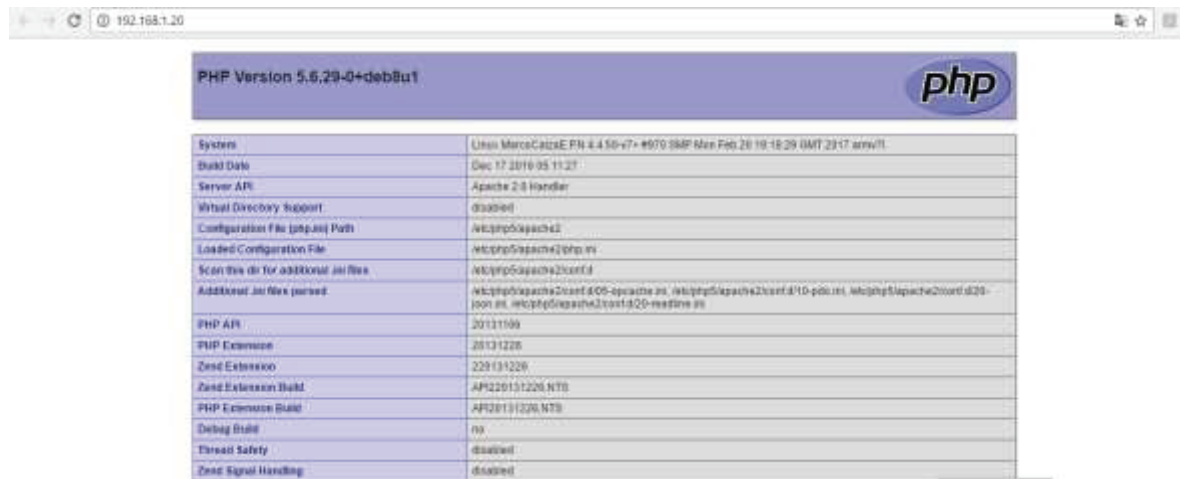 192.168.1.20
PHP Version 5.6.29-0+deb8u1
php
System Linux MarcoCalzaE PN 4.4.50-v7+ #970 SMP Mon Feb 20 19:18:29 GMT 2017 armv7l
Build Date Dec 17 2016 05:11:27
Server API Apache 2.0 Handler
Virtual Directory Support disabled
Configuration File (php.ini) Path /etc/php5/apache2
Loaded Configuration File /etc/php5/apache2/php.ini
Scan this dir for additional .ini files /etc/php5/apache2/conf.d
Additional .ini files parsed /etc/php5/apache2/conf.d/05-opcache.ini, /etc/php5/apache2/conf.d/10-pdo.ini, /etc/php5/apache2/conf.d/20-
json.ini, /etc/php5/apache2/conf.d/20-readline.ini
PHP API 20131106
PHP Extension 20131226
Zend Extension 220131226
Zend Extension Build API220131226,NTS
PHP Extension Build API20131226,NTS
Debug Build no
Thread Safety disabled
Zend Signal Handling disabled